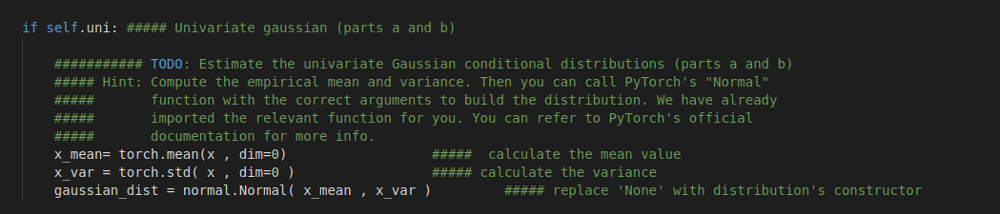 if self.uni: ##### Univariate gaussian (parts a and b)
########### TODO: Estimate the univariate Gaussian conditional distributions (parts a and b)
##### Hint: Compute the empirical mean and variance. Then you can call PyTorch's "Normal"
##### function with the correct arguments to build the distribution. We have already
##### imported the relevant function for you. You can refer to PyTorch's official
##### documentation for more info.
x_mean= torch.mean(x , dim=0) ##### calculate the mean value
x_var = torch.std( x , dim=0 ) ##### calculate the variance
gaussian_dist = normal.Normal( x_mean , x_var ) ##### replace 'None' with distribution's constructor